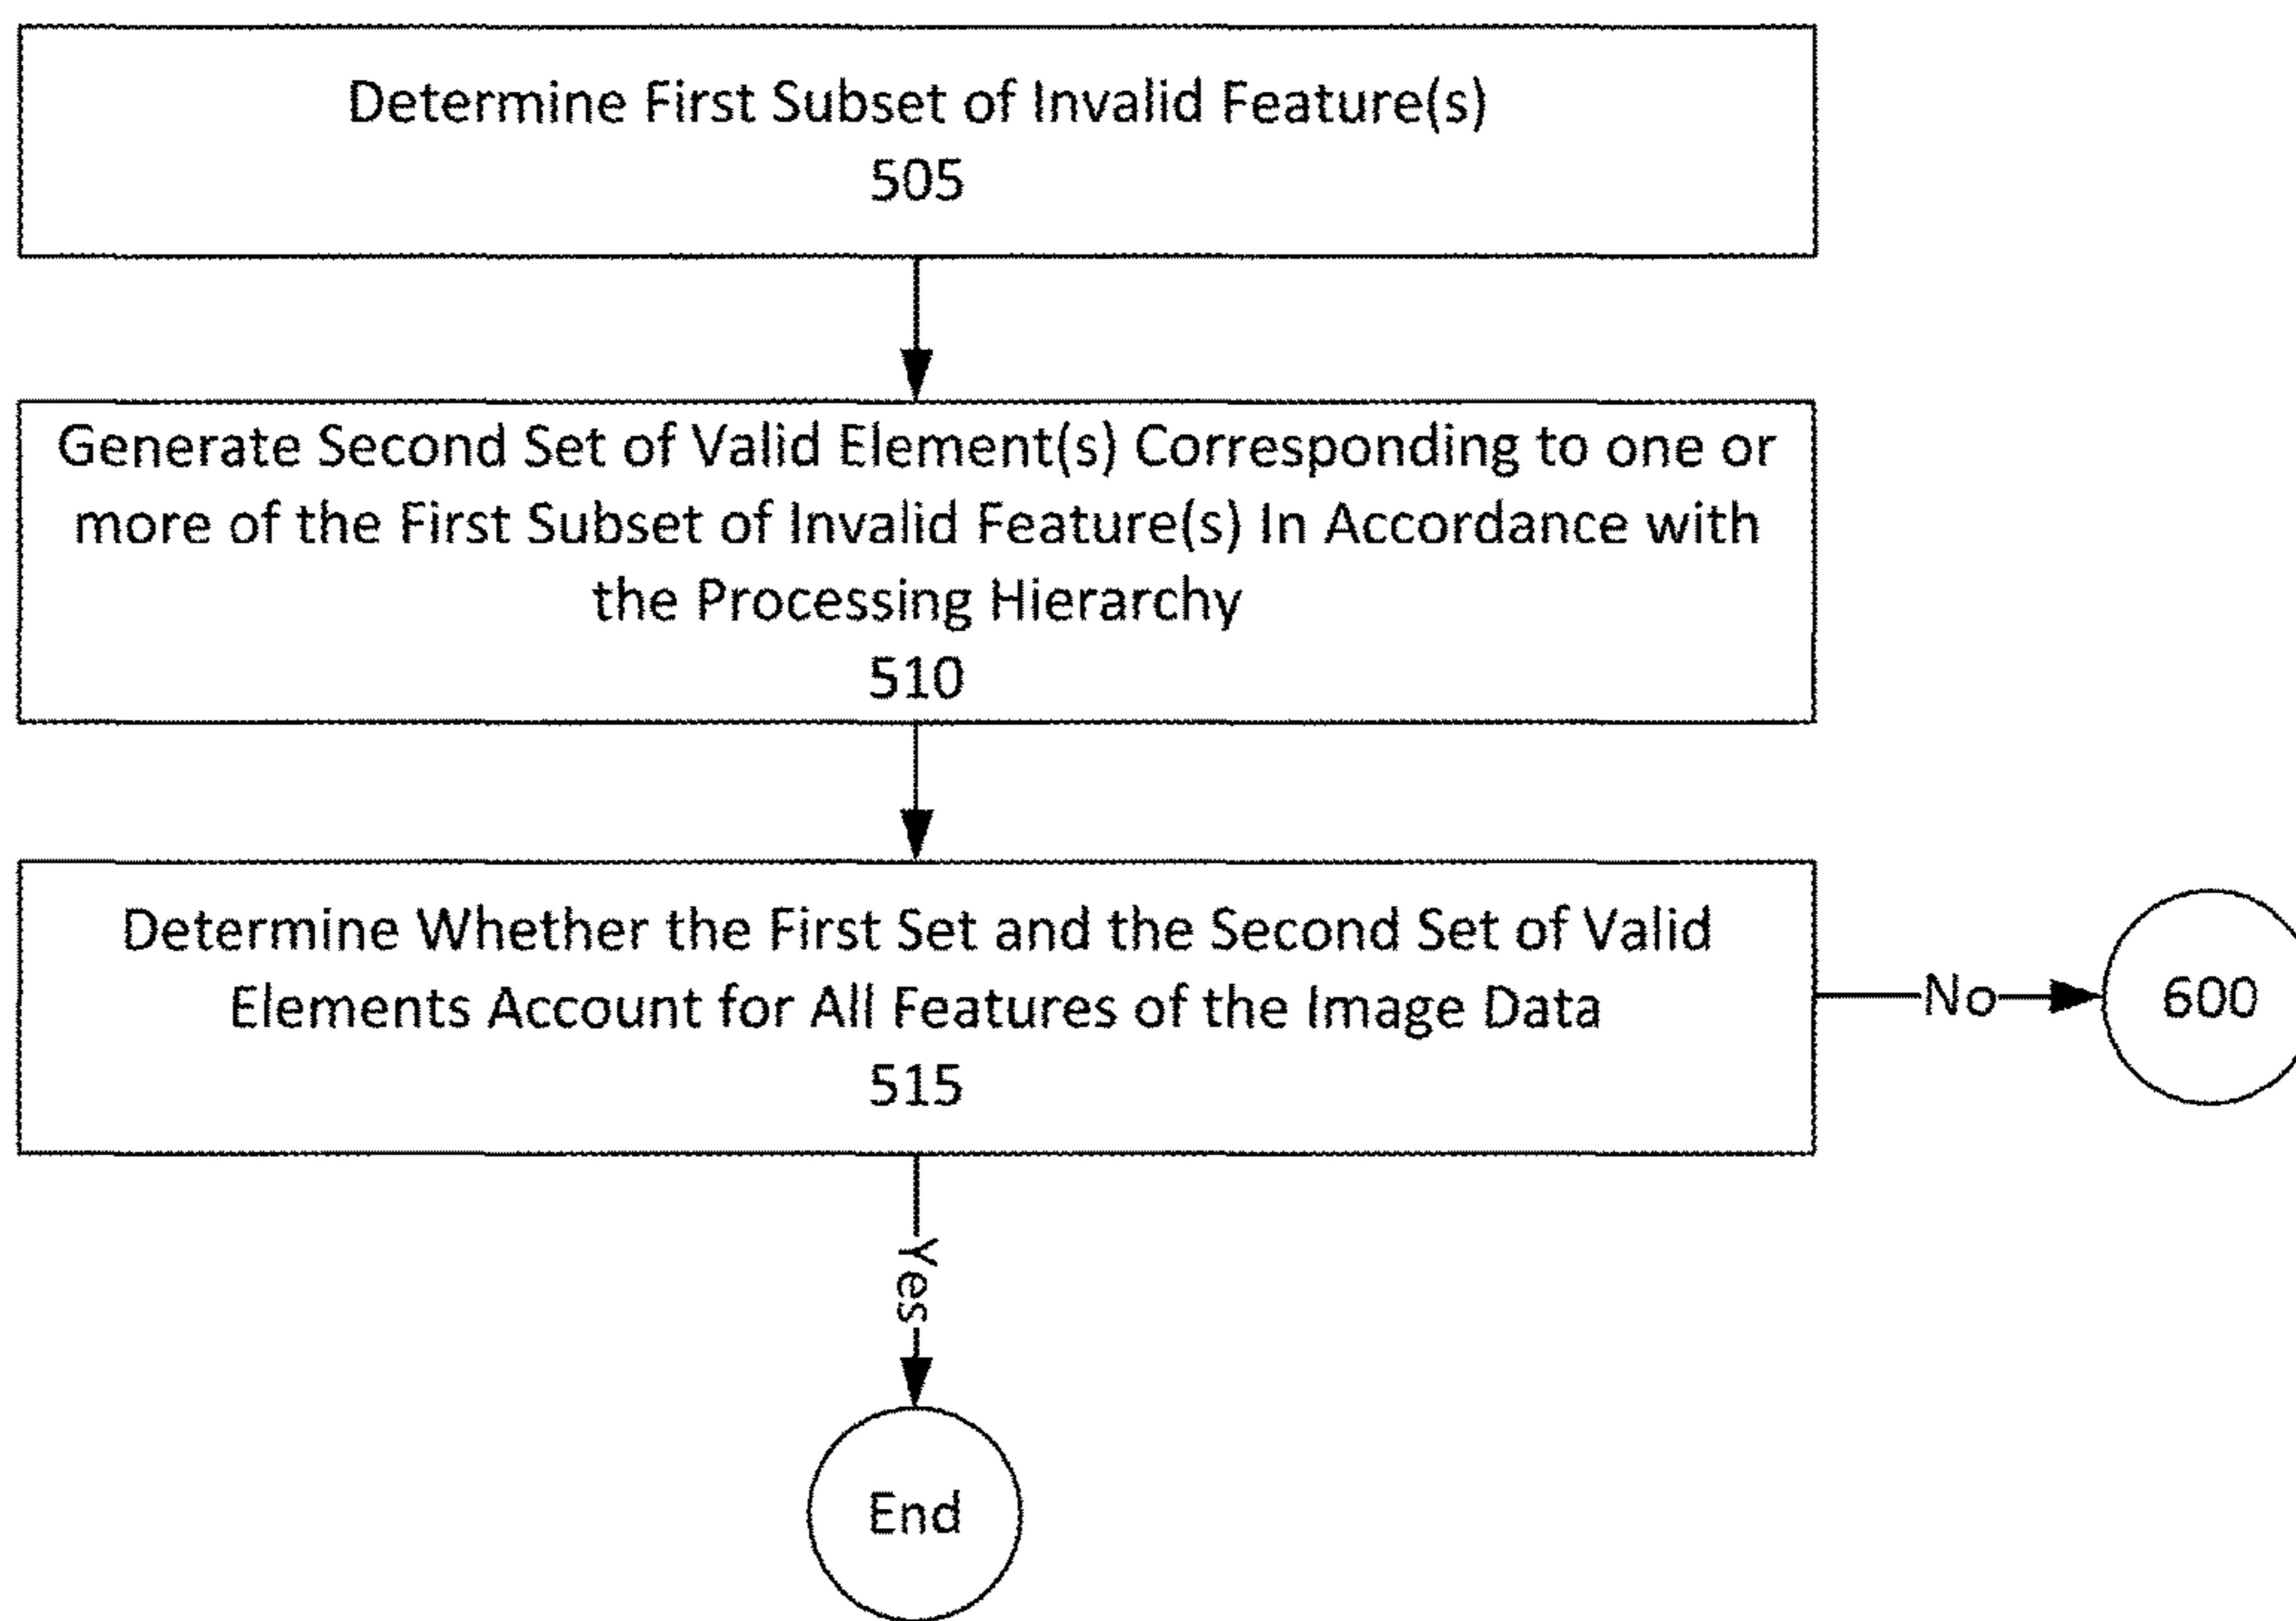 Determine First Subset of Invalid Feature(s)
505
Generate Second Set of Valid Element(s) Corresponding to one or
more of the First Subset of Invalid Feature(s) In Accordance with
the Processing Hierarchy
510
Determine Whether the First Set and the Second Set of Valid
Elements Account for All Features of the Image Data
515
No
600
Yes
End